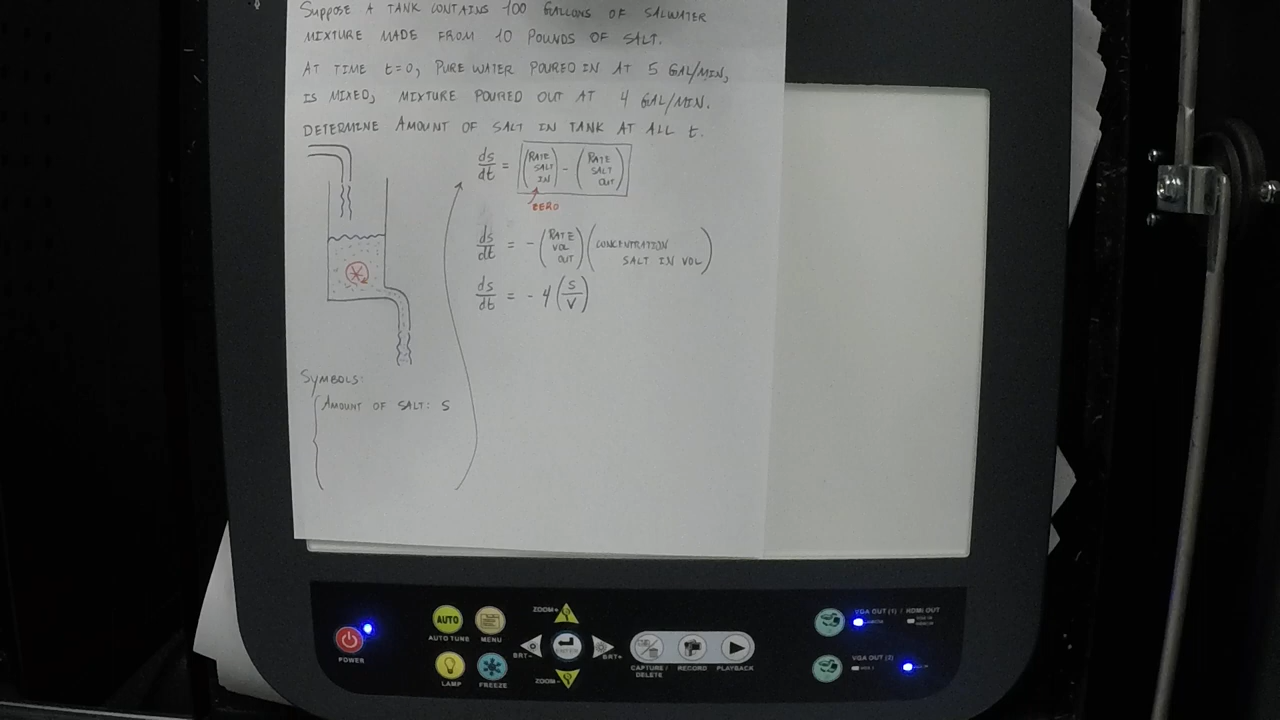 SUPPOSE A TANK CONTAINS 100 GALLONS OF SALWATER
MIXTURE MADE FROM 10 POUNDS OF SALT.
AT TIME t=0, PURE WATER POURED IN AT 5 GAL/MIN,
IS MIXED, MIXTURE POURED OUT AT 4 GAL/MIN.
DETERMINE AMOUNT OF SALT IN TANK AT ALL t.
ds/dt = (RATE SALT IN) - (RATE SALT OUT)
ZERO
ds/dt = - (RATE VOL OUT) (CONCENTRATION SALT IN VOL)
ds/dt = - 4 (S/V)
SYMBOLS:
AMOUNT OF SALT: S
POWER
AUTO
AUTO TUNE
MENU
LAMP
FREEZE
ZOOM+
BRT-
ENTER
BRT+
ZOOM-
CAPTURE / DELETE
RECORD
PLAYBACK
VGA OUT (1) / HDMI OUT
VGA OUT (2)